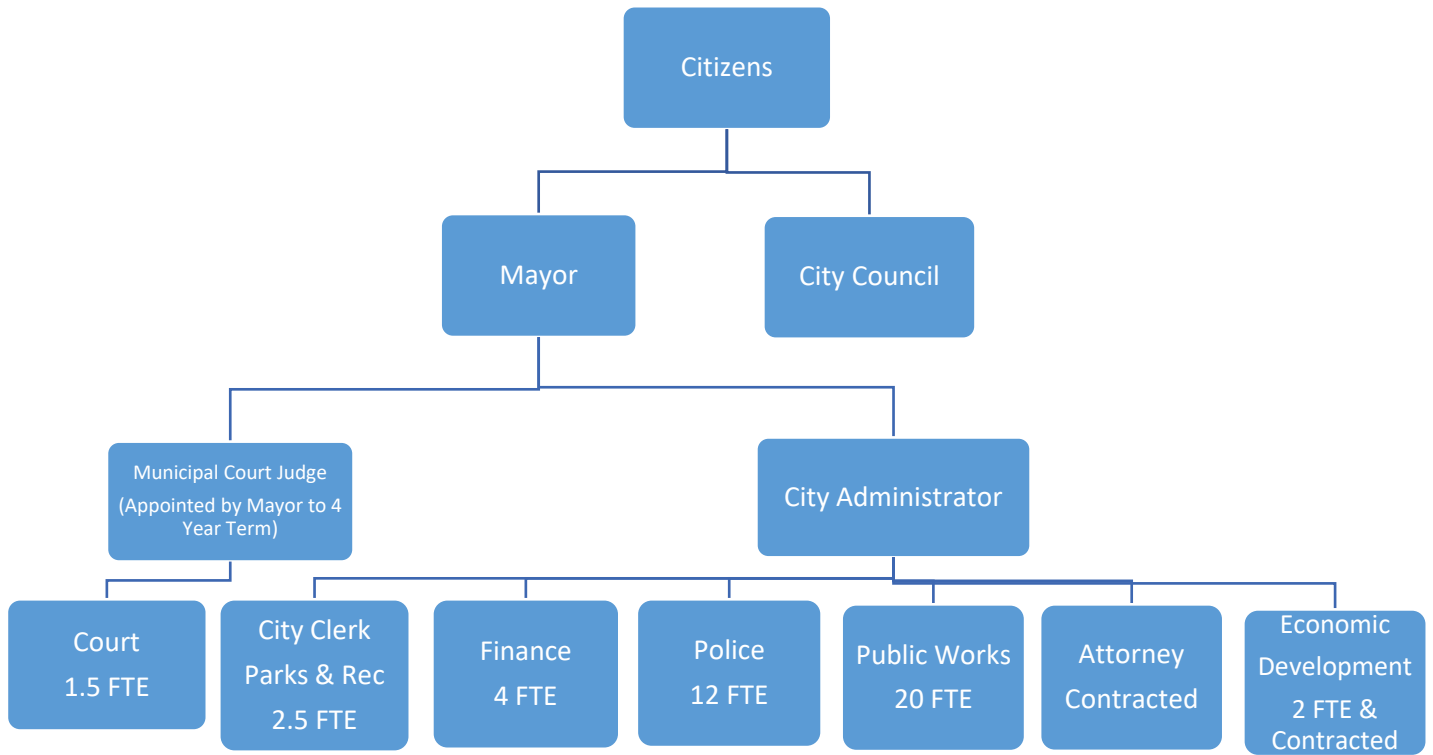 Citizens
Mayor
City Council
Municipal Court Judge
(Appointed by Mayor to 4
Year Term)
City Administrator
Court
1.5 FTE
City Clerk
Parks & Rec
2.5 FTE
Finance
4 FTE
Police
12 FTE
Public Works
20 FTE
Attorney
Contracted
Economic
Development
2 FTE &
Contracted